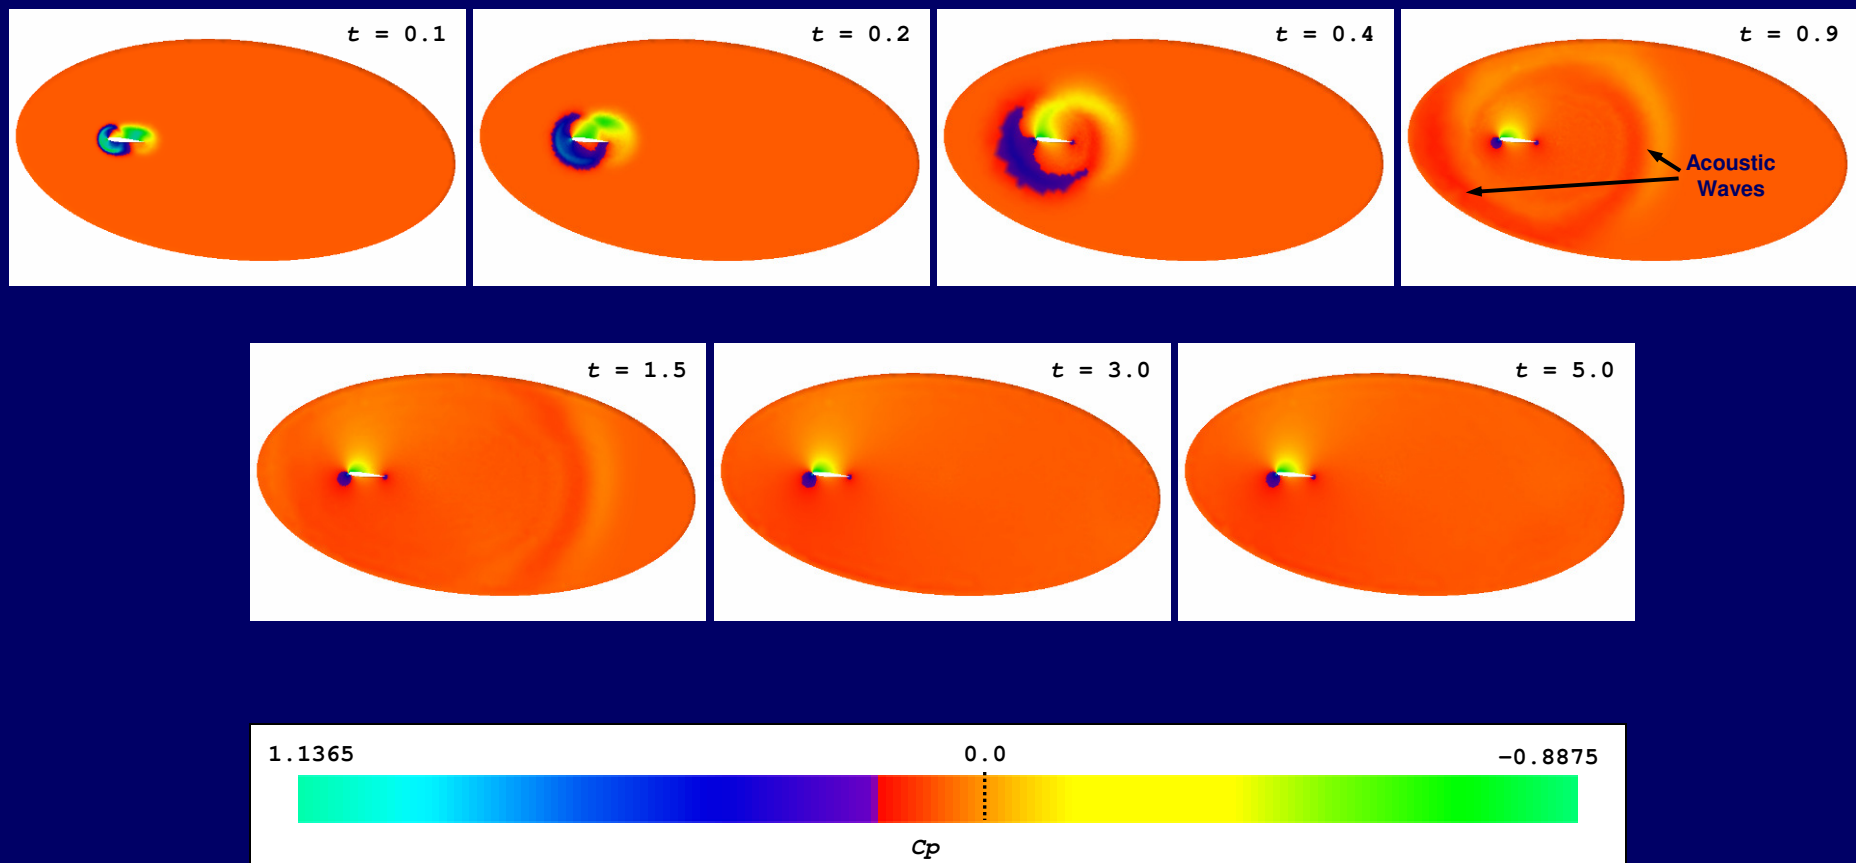 t = 0.1
t = 0.2
t = 0.4
t = 0.9
Acoustic
Waves
t = 1.5
t = 3.0
t = 5.0
1.1365
0.0
−0.8875
Cp